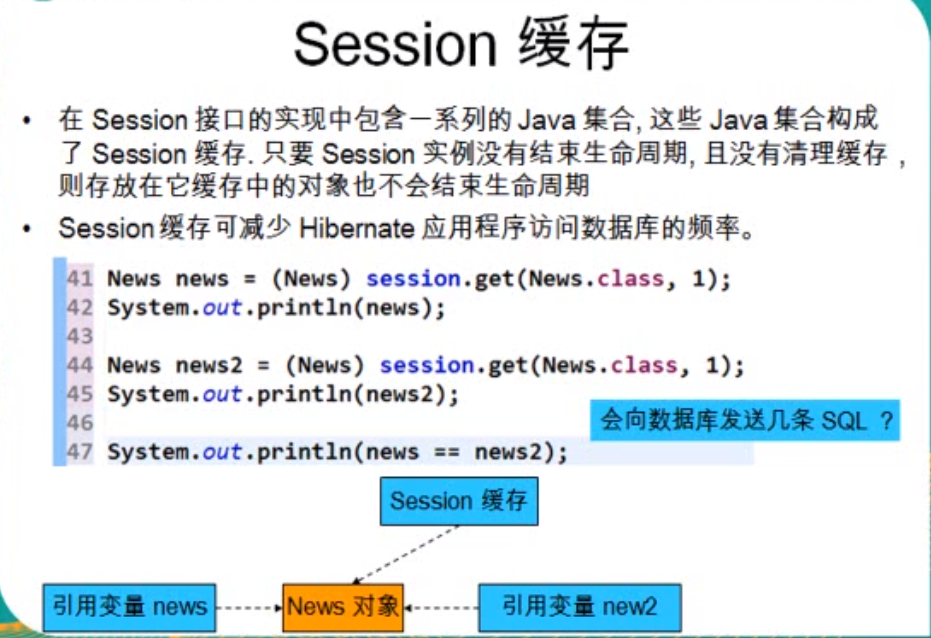 Session 缓存
• 在 Session 接口的实现中包含一系列的 Java 集合, 这些 Java 集合构成
了 Session 缓存. 只要 Session 实例没有结束生命周期, 且没有清理缓存，
则存放在它缓存中的对象也不会结束生命周期
• Session 缓存可减少 Hibernate 应用程序访问数据库的频率。
41 News news = (News) session.get(News.class, 1);
42 System.out.println(news);
43
44 News news2 = (News) session.get(News.class, 1);
45 System.out.println(news2);
会向数据库发送几条 SQL ？
46
47 System.out.println(news == news2);
Session 缓存
引用变量 news
News 对象
引用变量 new2